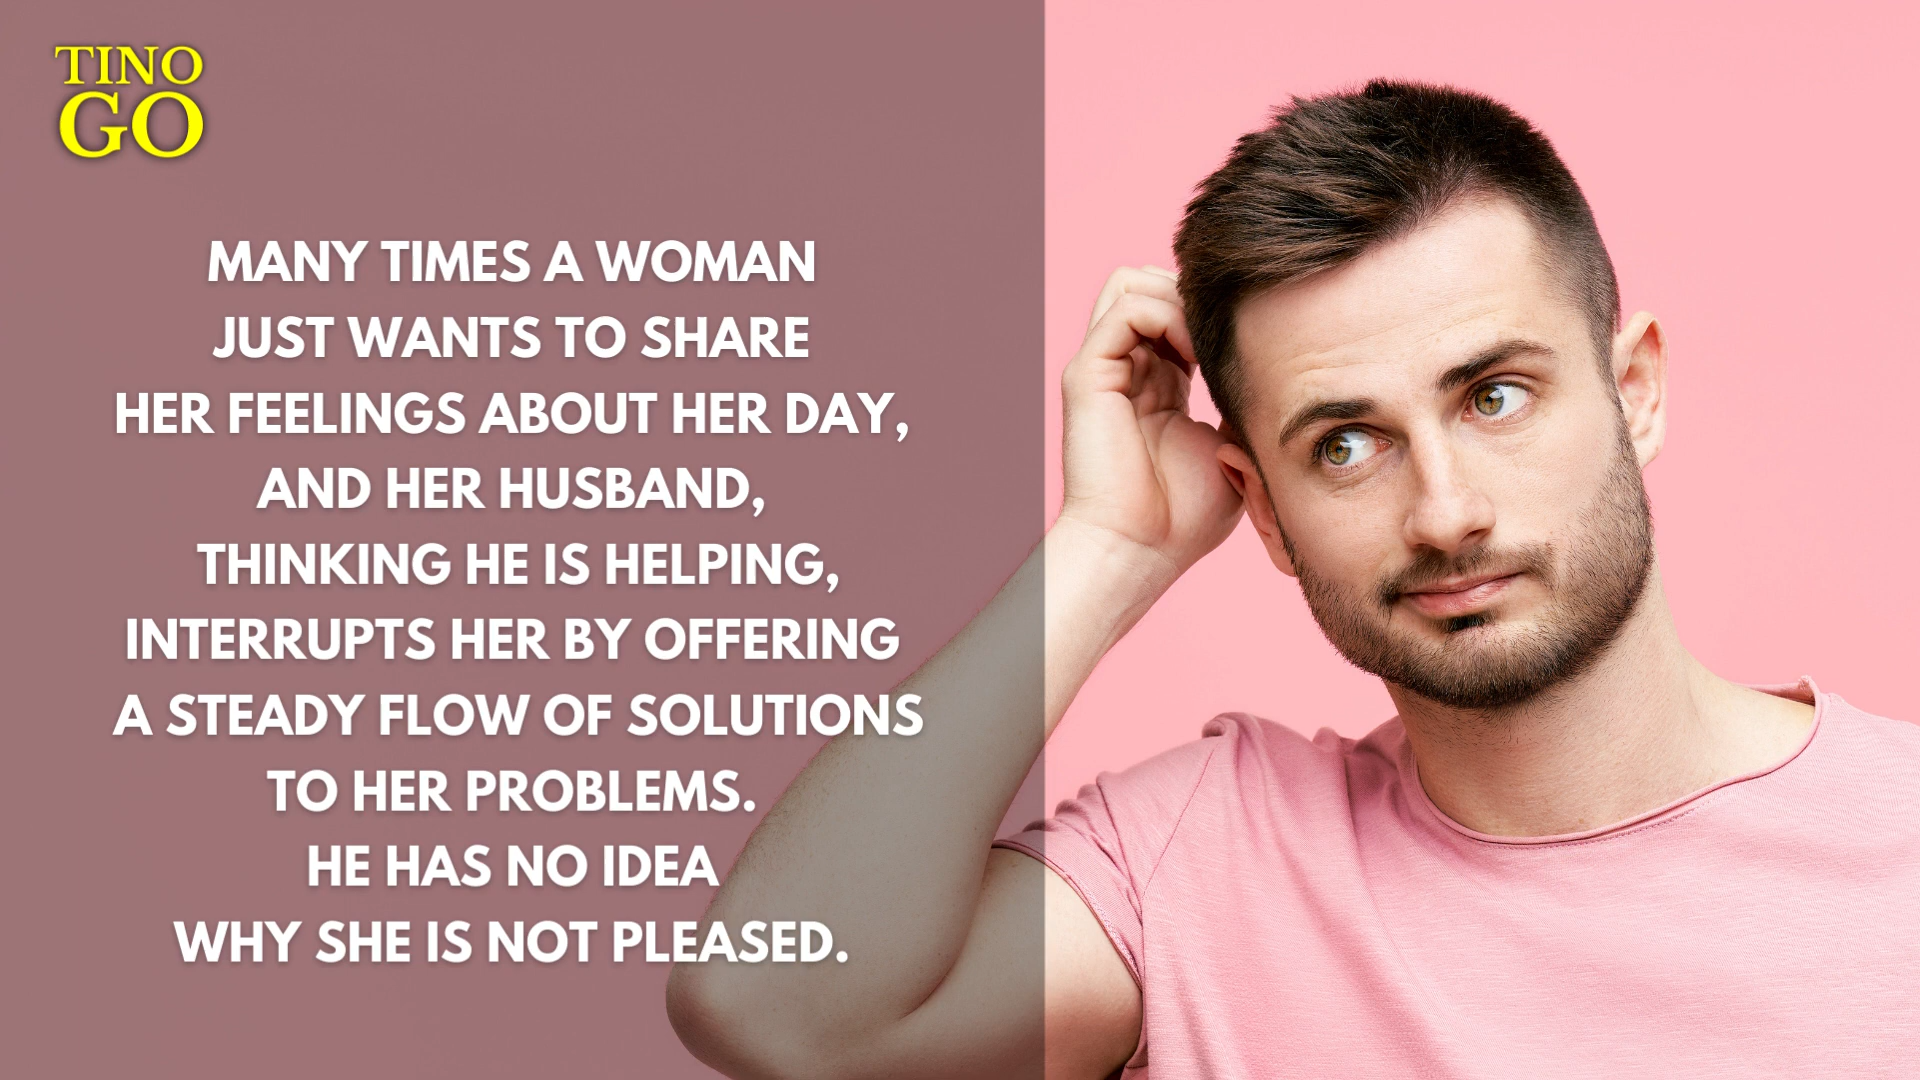 TINO
GO
MANY TIMES A WOMAN
JUST WANTS TO SHARE
HER FEELINGS ABOUT HER DAY,
AND HER HUSBAND,
THINKING HE IS HELPING,
INTERRUPTS HER BY OFFERING
A STEADY FLOW OF SOLUTIONS
TO HER PROBLEMS.
HE HAS NO IDEA
WHY SHE IS NOT PLEASED.